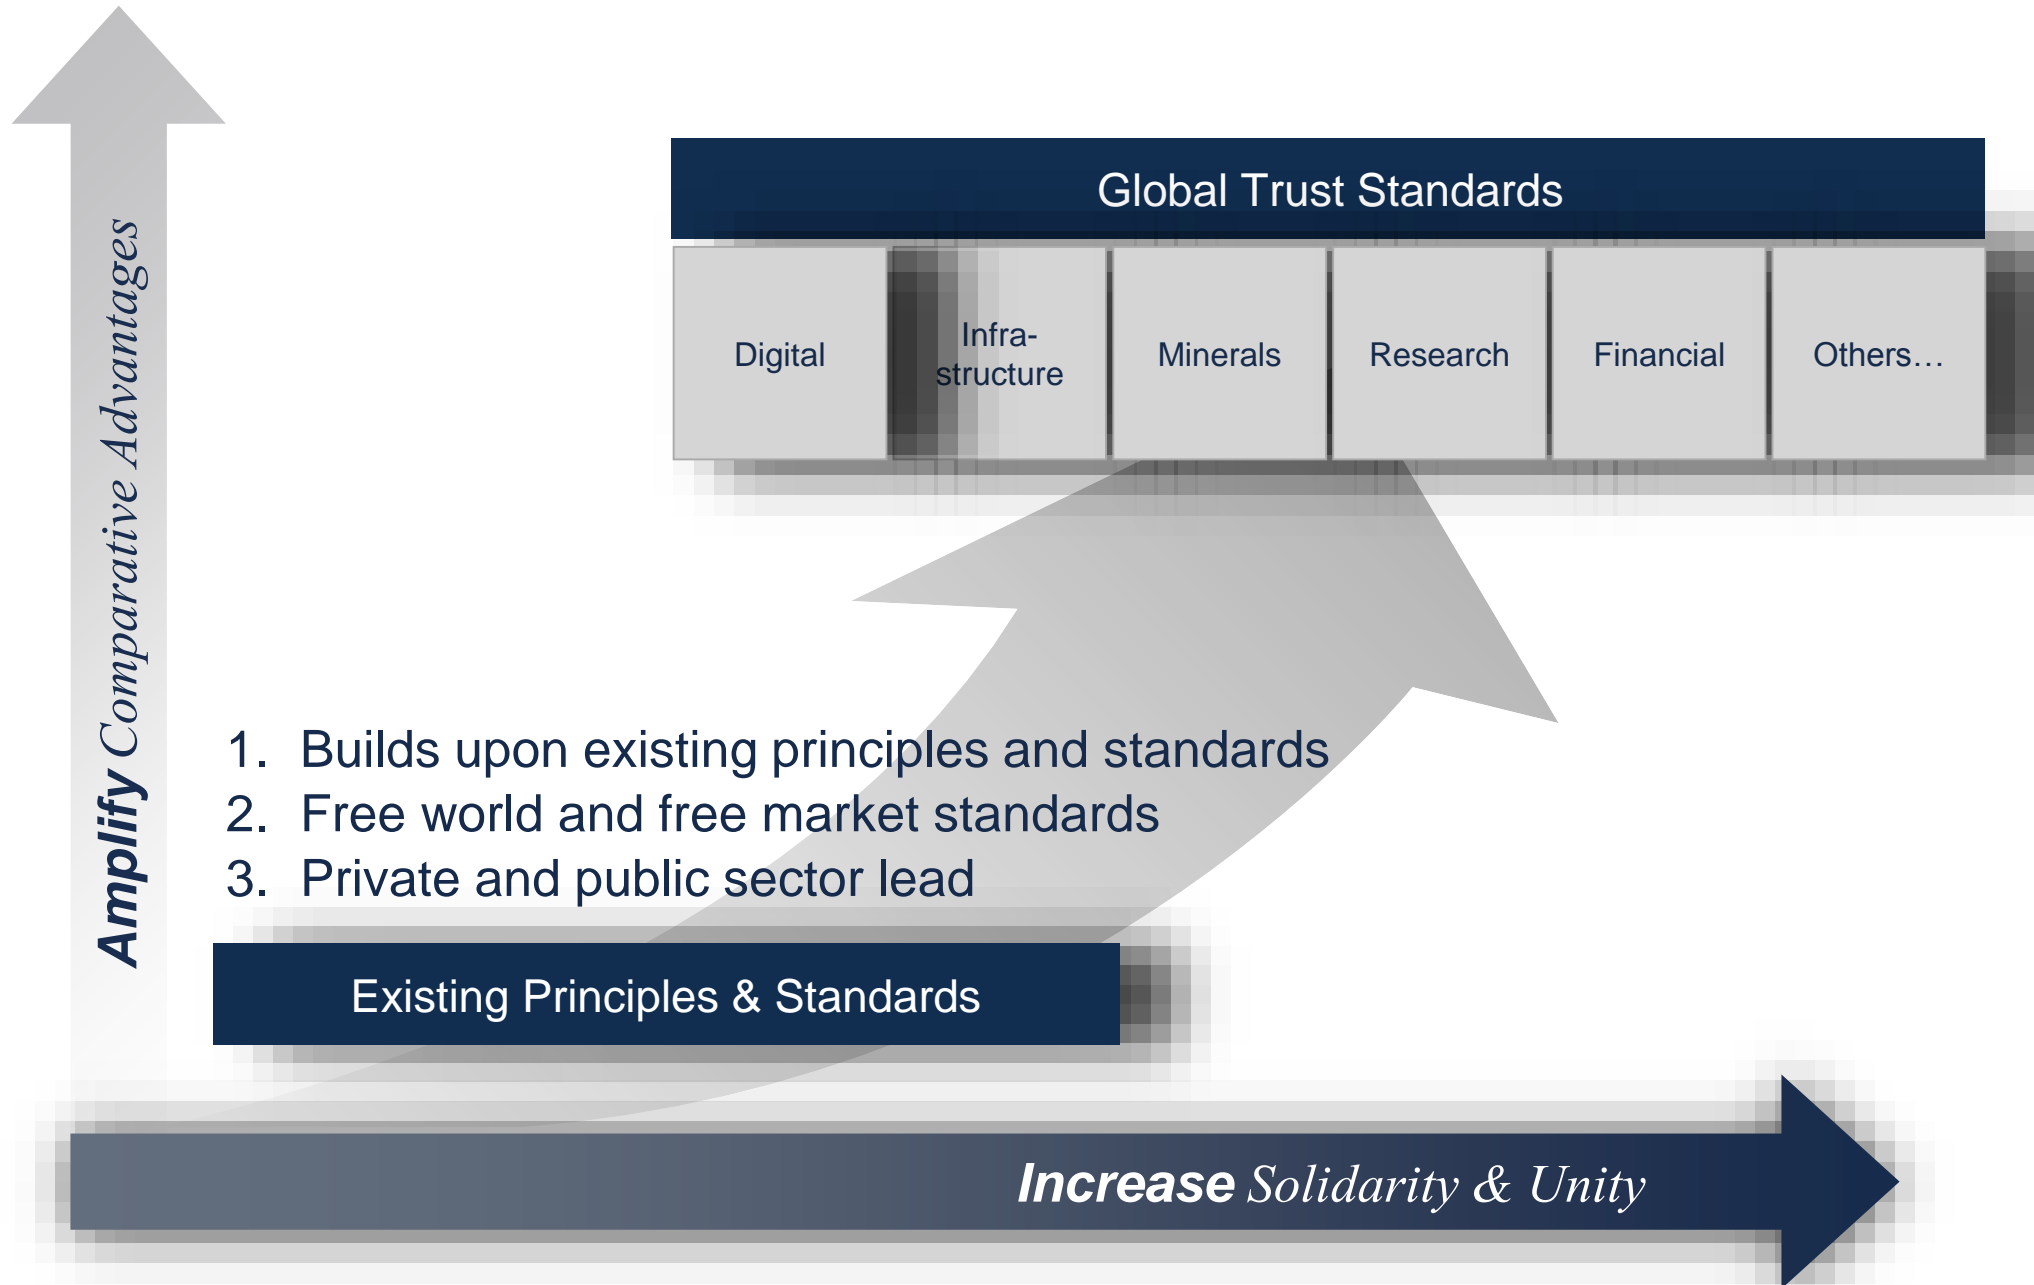 Amplify Comparative Advantages
Global Trust Standards
Digital
Infra-
structure
Minerals
Research
Financial
Others…
1. Builds upon existing principles and standards
2. Free world and free market standards
3. Private and public sector lead
Existing Principles & Standards
Increase Solidarity & Unity